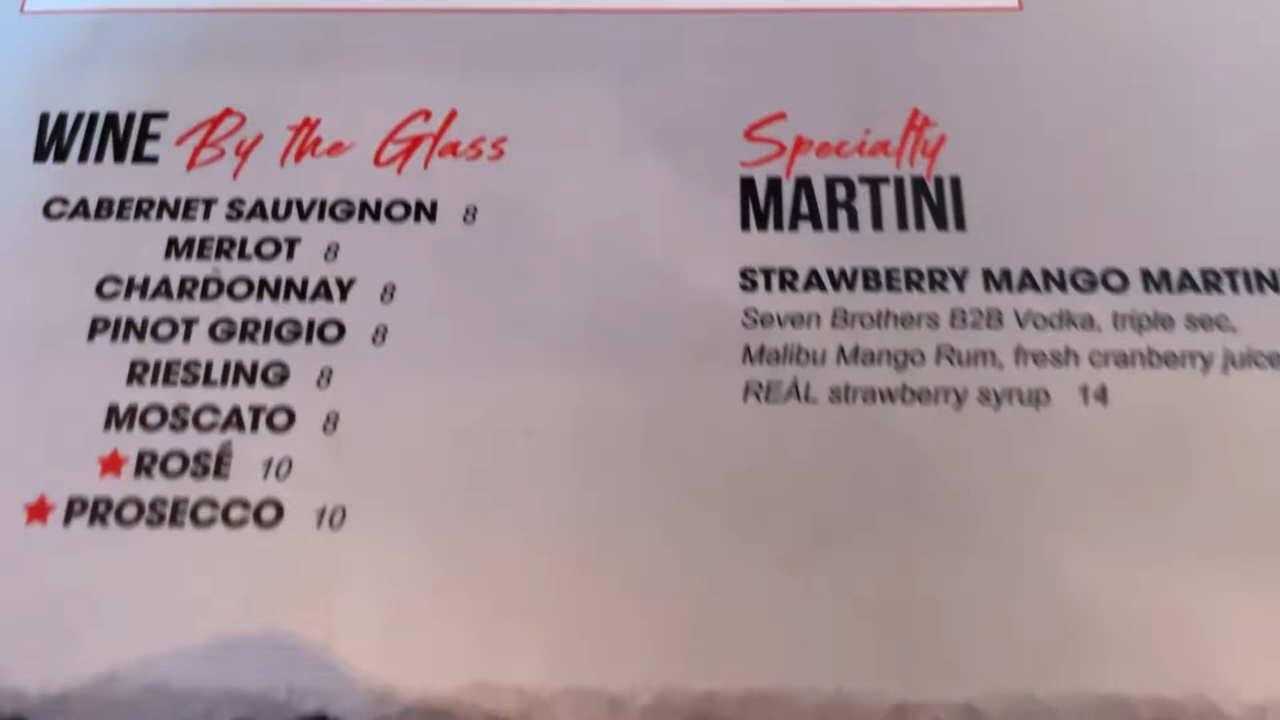 WINE By the Glass
CABERNET SAUVIGNON 8
MERLOT 8
CHARDONNAY 8
PINOT GRIGIO 8
RIESLING 8
MOSCATO 8
ROSÉ 10
PROSECCO 10
Specialty
MARTINI
STRAWBERRY MANGO MARTIN
Seven Brothers B2B Vodka, triple sec,
Malibu Mango Rum, fresh cranberry juice
REÁL strawberry syrup 14